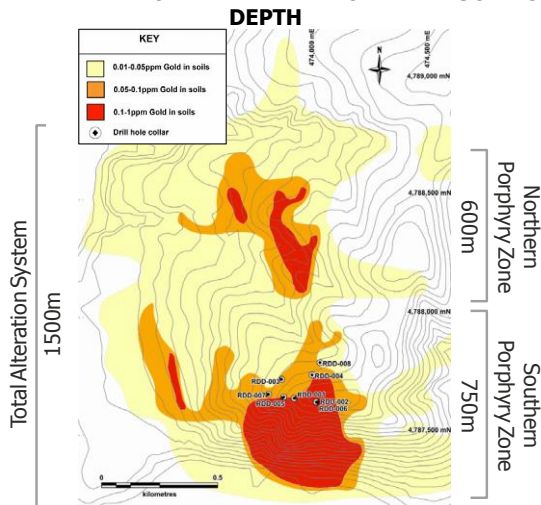 DEPTH
KEY
0.01-0.05ppm Gold in soils
0.05-0.1ppm Gold in soils
0.1-1ppm Gold in soils
Drill hole collar
474,000 mE
474,500 mE
N
4,789,000 mN
4,788,500 mN
4,788,000 mN
4,787,500 mN
Total Alteration System
1500m
Northern
Porphyry Zone
600m
Southern
Porphyry Zone
750m
RDD-008
RDD-004
RDD-003
RDD-007
RDD-005
RDD-002
RDD-006
0
0.5
kilometres